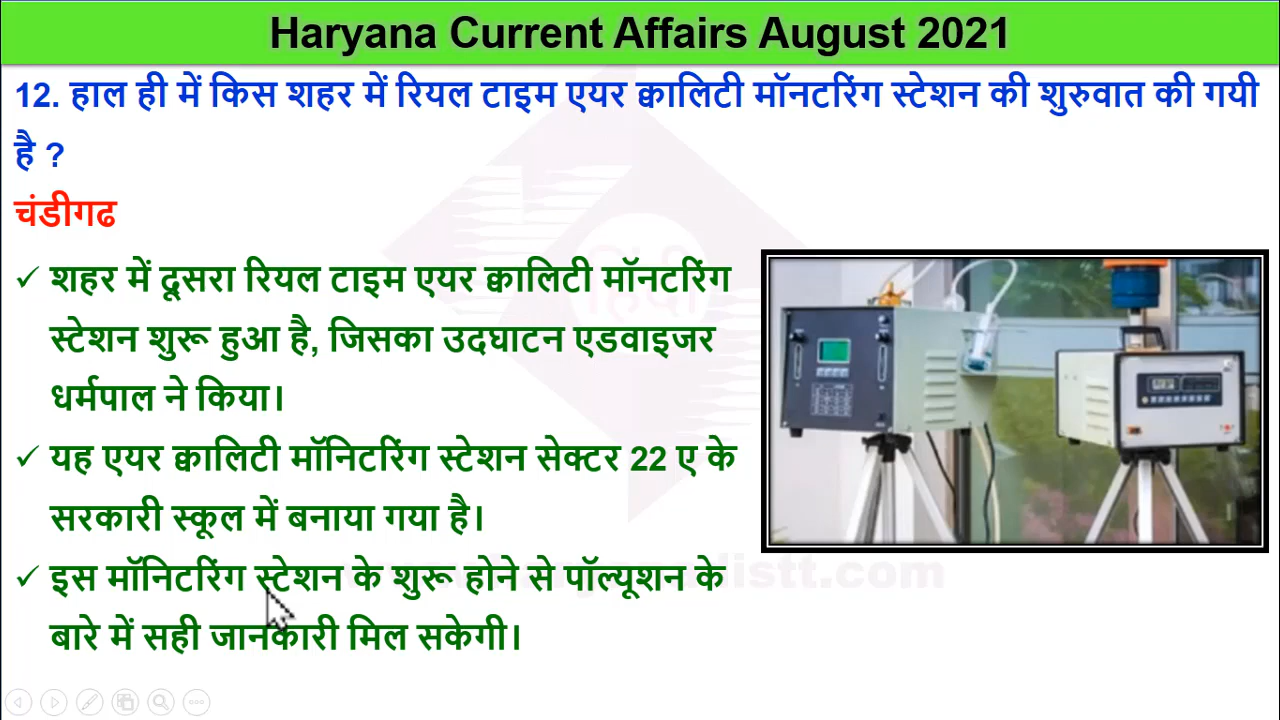 Haryana Current Affairs August 2021
12. हाल ही में किस शहर में रियल टाइम एयर क्वालिटी मॉनटरिंग स्टेशन की शुरुवात की गयी
है ?
चंडीगढ
✓ शहर में दूसरा रियल टाइम एयर क्वालिटी मॉनटरिंग
स्टेशन शुरू हुआ है, जिसका उदघाटन एडवाइजर
धर्मपाल ने किया।
✓ यह एयर क्वालिटी मॉनिटरिंग स्टेशन सेक्टर 22 ए के
सरकारी स्कूल में बनाया गया है।
✓ इस मॉनिटरिंग स्टेशन के शुरू होने से पॉल्यूशन के
बारे में सही जानकारी मिल सकेगी।
हिंदी